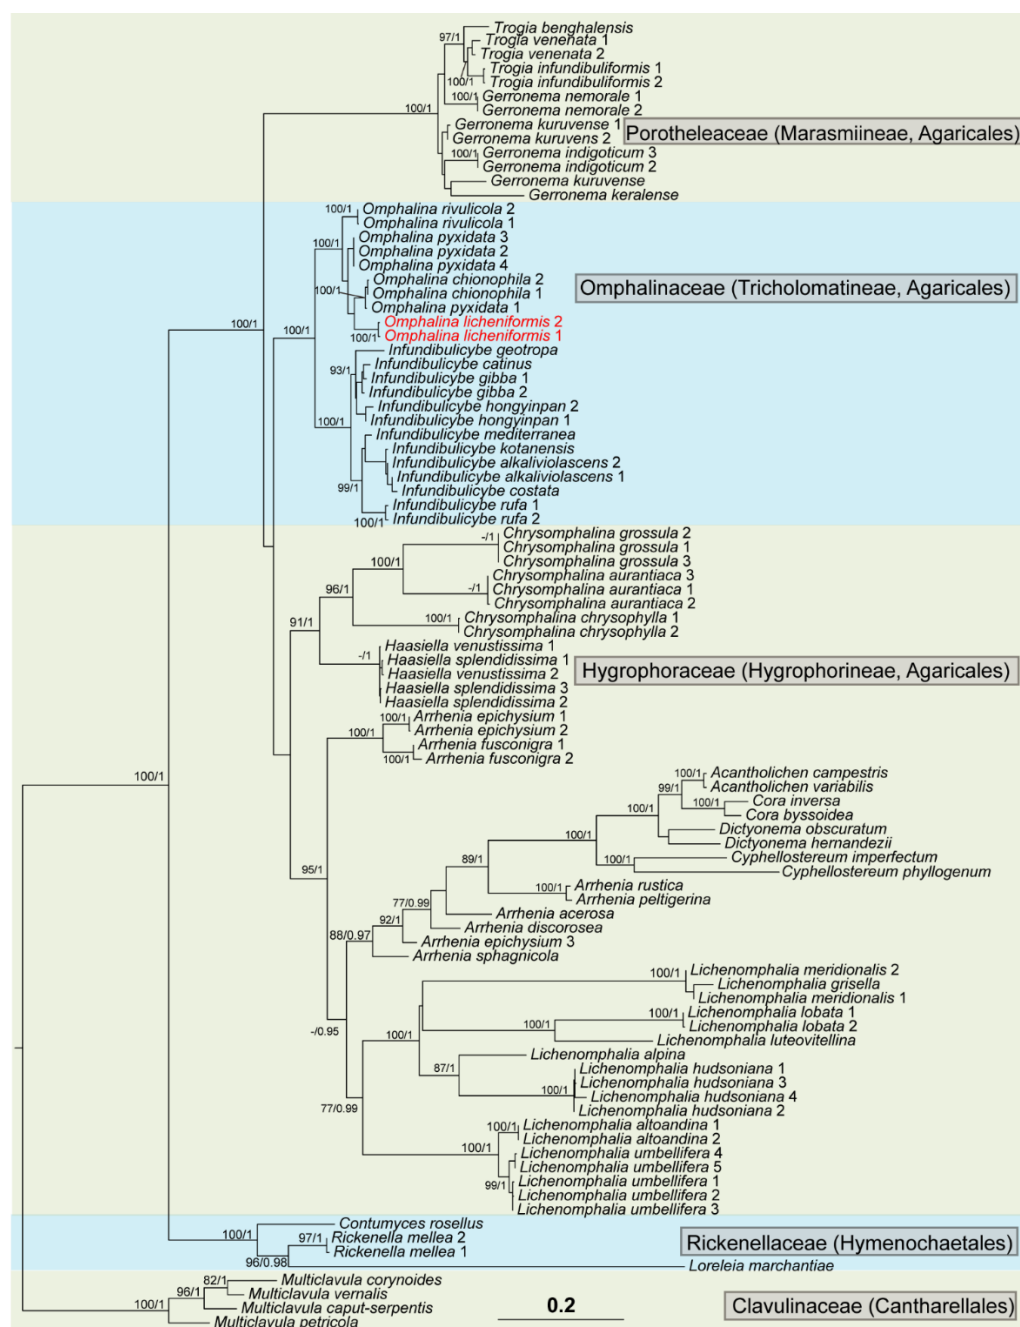 Trogia benghalensis
97/1
Trogia venenata 1
Trogia venenata 2
Trogia infundibuliformis 1
100/1
Trogia infundibuliformis 2
100/1
Gerronema nemorale 1
100/1
Gerronema nemorale 2
Gerronema kuruvense 1
Porotheleaceae (Marasmiineae, Agaricales)
Gerronema kuruvens 2
100/1
Gerronema indigoticum 3
Gerronema indigoticum 2
Gerronema kuruvense
Gerronema keralense
100/1
Omphalina rivulicola 2
Omphalina rivulicola 1
100/1
Omphalina pyxidata 3
Omphalina pyxidata 2
Omphalina pyxidata 4
Omphalina chionophila 2
Omphalinaceae (Tricholomatineae, Agaricales)
100/1
Omphalina chionophila 1
Omphalina pyxidata 1
100/1
100/1
Omphalina licheniformis 2
100/1
Omphalina licheniformis 1
Infundibulicybe geotropa
93/1
Infundibulicybe catinus
Infundibulicybe gibba 1
Infundibulicybe gibba 2
Infundibulicybe hongyinpan 2
100/1
Infundibulicybe hongyinpan 1
Infundibulicybe mediterranea
Infundibulicybe kotanensis
Infundibulicybe alkaliviolascens 2
Infundibulicybe alkaliviolascens 1
99/1
Infundibulicybe costata
Infundibulicybe rufa 1
100/1
Infundibulicybe rufa 2
-/1
Chrysomphalina grossula 2
Chrysomphalina grossula 1
100/1
Chrysomphalina grossula 3
Chrysomphalina aurantiaca 3
96/1
-/1
Chrysomphalina aurantiaca 1
Chrysomphalina aurantiaca 2
100/1
Chrysomphalina chrysophylla 1
91/1
Chrysomphalina chrysophylla 2
Haasiella venustissima 1
-/1
Haasiella splendidissima 1
Hygrophoraceae (Hygrophorineae, Agaricales)
Haasiella venustissima 2
Haasiella splendidissima 3
Haasiella splendidissima 2
100/1
Arrhenia epichysium 1
100/1
Arrhenia epichysium 2
Arrhenia fusconigra 1
100/1
Arrhenia fusconigra 2
100/1
100/1
Acantholichen campestris
99/1
Acantholichen variabilis
100/1
Cora inversa
100/1
Cora byssoidea
Dictyonema obscuratum
100/1
Dictyonema hernandezii
89/1
100/1
Cyphellostereum imperfectum
95/1
Cyphellostereum phyllogenum
100/1
Arrhenia rustica
Arrhenia peltigerina
77/0.99
Arrhenia acerosa
92/1
Arrhenia discorosea
88/0.97
Arrhenia epichysium 3
Arrhenia sphagnicola
100/1
Lichenomphalia meridionalis 2
Lichenomphalia grisella
Lichenomphalia meridionalis 1
100/1
Lichenomphalia lobata 1
100/1
Lichenomphalia lobata 2
-/0.95
100/1
Lichenomphalia luteovitellina
Lichenomphalia alpina
87/1
Lichenomphalia hudsoniana 1
Lichenomphalia hudsoniana 3
100/1
Lichenomphalia hudsoniana 4
77/0.99
Lichenomphalia hudsoniana 2
100/1
Lichenomphalia altoandina 1
Lichenomphalia altoandina 2
100/1
Lichenomphalia umbellifera 4
Lichenomphalia umbellifera 5
99/1
Lichenomphalia umbellifera 1
Lichenomphalia umbellifera 2
Lichenomphalia umbellifera 3
Contumyces rosellus
100/1
97/1
Rickenella mellea 2
Rickenellaceae (Hymenochaetales)
Rickenella mellea 1
96/0.98
Loreleia marchantiae
82/1
Multiclavula corynoides
96/1
Multiclavula vernalis
0.2
Clavulinaceae (Cantharellales)
100/1
Multiclavula caput-serpentis
Multiclavula petricola